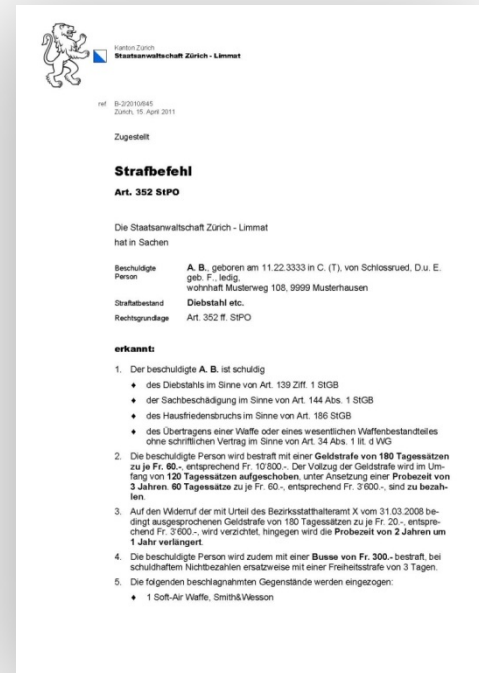 Kanton Zürich
Staatsanwaltschaft Zürich - Limmat
ref B-2/2010/645
Zürich, 15. April 2011
Zugestellt
Strafbefehl
Art. 352 StPO
Die Staatsanwaltschaft Zürich - Limmat
hat in Sachen
Beschuldigte Person A. B., geboren am 11.22.3333 in C. (T), von Schlossrued, D.u. E.
geb. F., ledig,
wohnhaft Musterweg 108, 9999 Musterhausen
Straftatbestand Diebstahl etc.
Rechtsgrundlage Art. 352 ff. StPO
erkannt:
1. Der beschuldigte A. B. ist schuldig
♦ des Diebstahls im Sinne von Art. 139 Ziff. 1 StGB
♦ der Sachbeschädigung im Sinne von Art. 144 Abs. 1 StGB
♦ des Hausfriedensbruchs im Sinne von Art. 186 StGB
♦ des Übertragens einer Waffe oder eines wesentlichen Waffenbestandteiles
ohne schriftlichen Vertrag im Sinne von Art. 34 Abs. 1 lit. d WG
2. Die beschuldigte Person wird bestraft mit einer Geldstrafe von 180 Tagessätzen
zu je Fr. 60.-, entsprechend Fr. 10'800.-. Der Vollzug der Geldstrafe wird im Um-
fang von 120 Tagessätzen aufgeschoben, unter Ansetzung einer Probezeit von
3 Jahren. 60 Tagessätze zu je Fr. 60.-, entsprechend Fr. 3'600.-, sind zu bezah-
len.
3. Auf den Widerruf der mit Urteil des Bezirksstatthalteramt X vom 31.03.2008 be-
dingt ausgesprochenen Geldstrafe von 180 Tagessätzen zu je Fr. 20.-, entspre-
chend Fr. 3'600.-, wird verzichtet, hingegen wird die Probezeit von 2 Jahren um
1 Jahr verlängert.
4. Die beschuldigte Person wird zudem mit einer Busse von Fr. 300.- bestraft, bei
schuldhaftem Nichtbezahlen ersatzweise mit einer Freiheitsstrafe von 3 Tagen.
5. Die folgenden beschlagnahmten Gegenstände werden eingezogen:
♦ 1 Soft-Air Waffe, Smith&Wesson